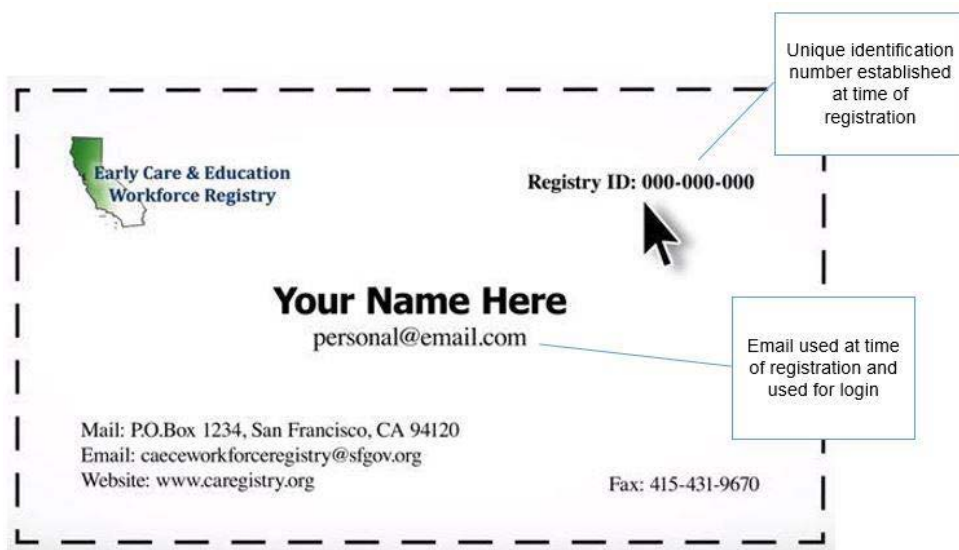 Unique identification
number established
at time of
registration
Early Care & Education
Workforce Registry
Registry ID: 000-000-000
Your Name Here
personal@email.com
Email used at time
of registration and
used for login
Mail: P.O.Box 1234, San Francisco, CA 94120
Email: caeceworkforceregistry@sfgov.org
Website: www.caregistry.org
Fax: 415-431-9670